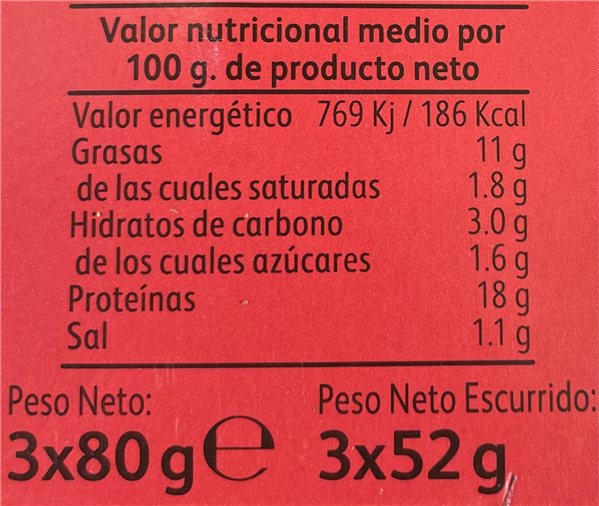 Valor nutricional medio por
100 g. de producto neto
Valor energético 769 Kj / 186 Kcal
Grasas 11 g
de las cuales saturadas 1.8 g
Hidratos de carbono 3.0 g
de los cuales azúcares 1.6 g
Proteínas 18 g
Sal 1.1 g
Peso Neto: Peso Neto Escurrido:
3x80 g ℮ 3x52 g